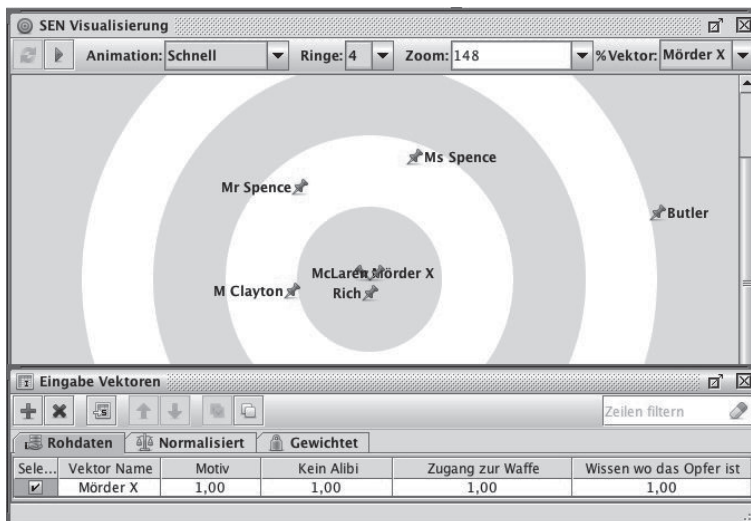 SEN Visualisierung
Animation: Schnell Ringe: 4 Zoom: 148 %Vektor: Mörder X
Ms Spence
Mr Spence
Butler
McLaren Mörder X
M Clayton Rich
Eingabe Vektoren
Zeilen filtern
Rohdaten Normalisiert Gewichtet
Sele... Vektor Name Motiv Kein Alibi Zugang zur Waffe Wissen wo das Opfer ist
Mörder X 1,00 1,00 1,00 1,00